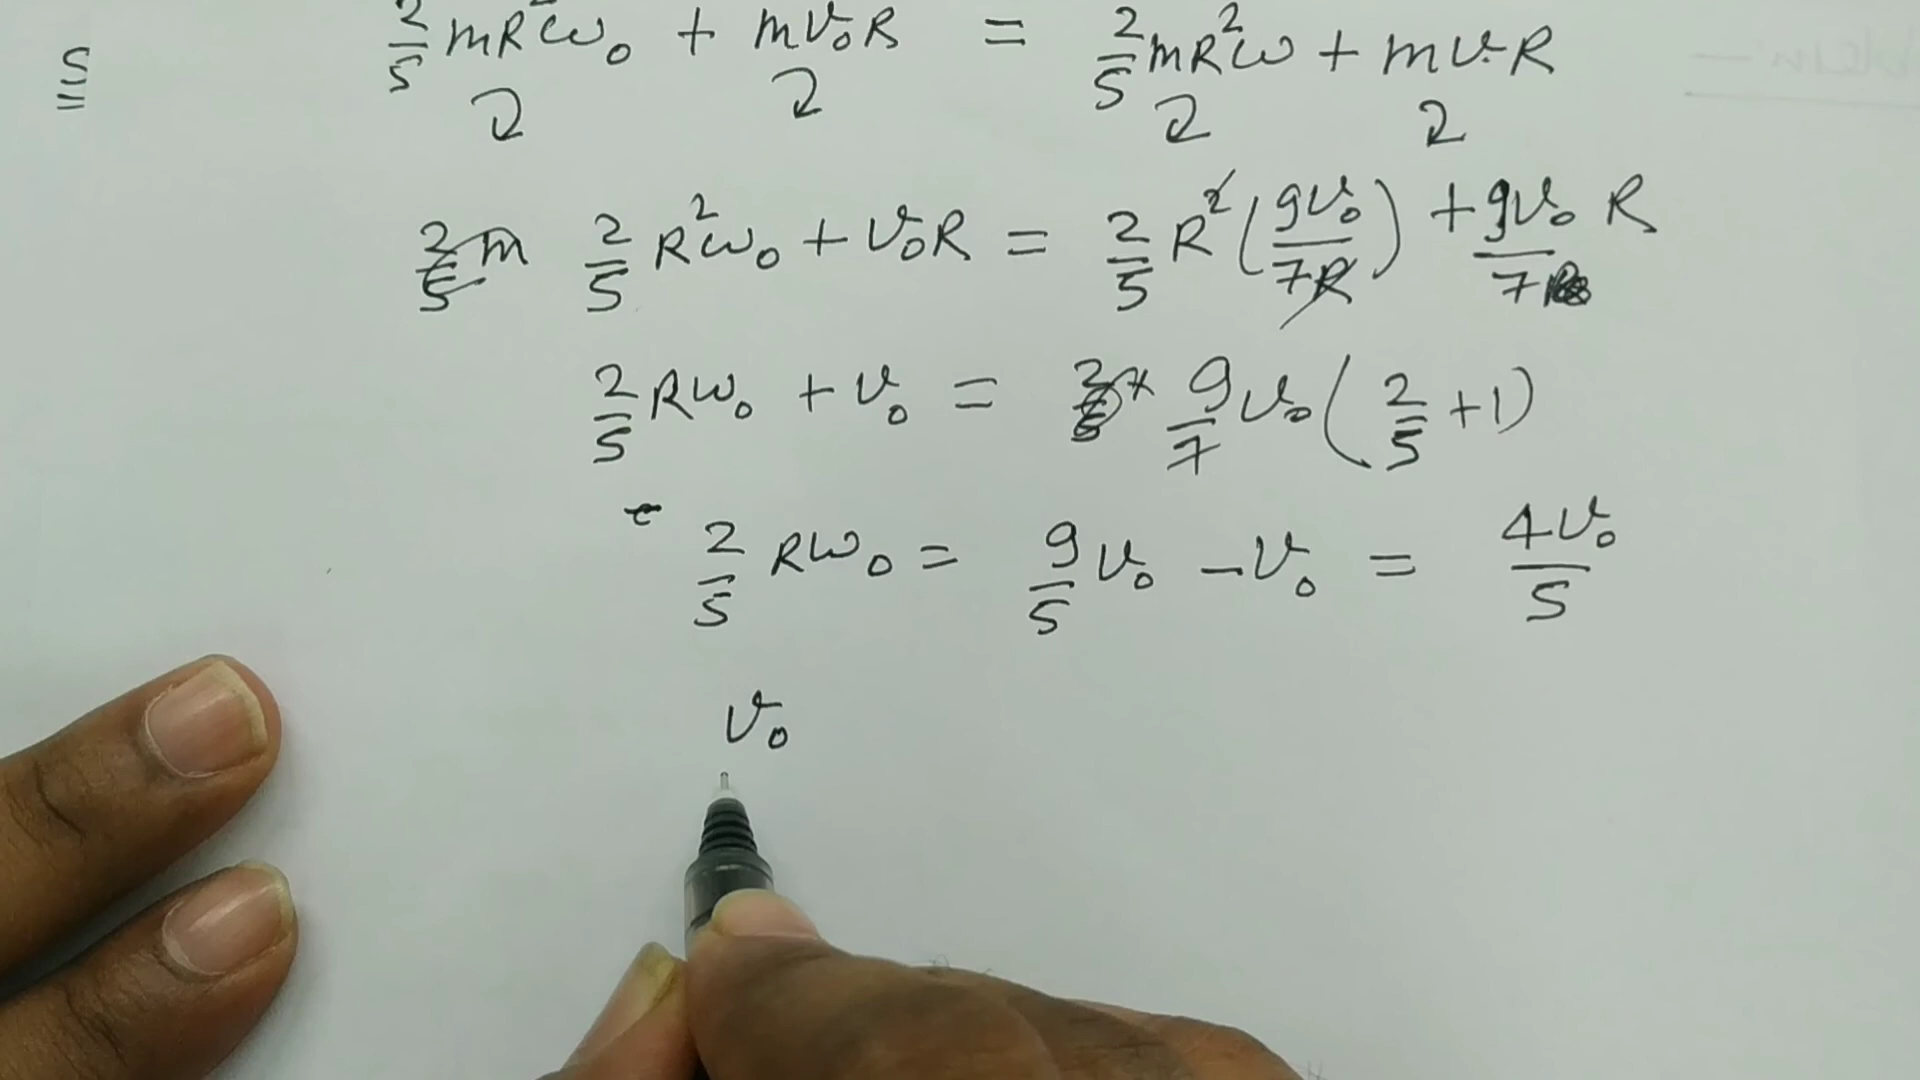 2/5 mR²ω₀ + mv₀R = 2/5 mR²ω + mvR
S
2/5 R²ω₀ + v₀R = 2/5 R²(9v₀/7R) + 9v₀/7 R
2/5 Rω₀ + v₀ = 9/7 v₀(2/5 + 1)
2/5 Rω₀ = 9/5 v₀ - v₀ = 4v₀/5
v₀